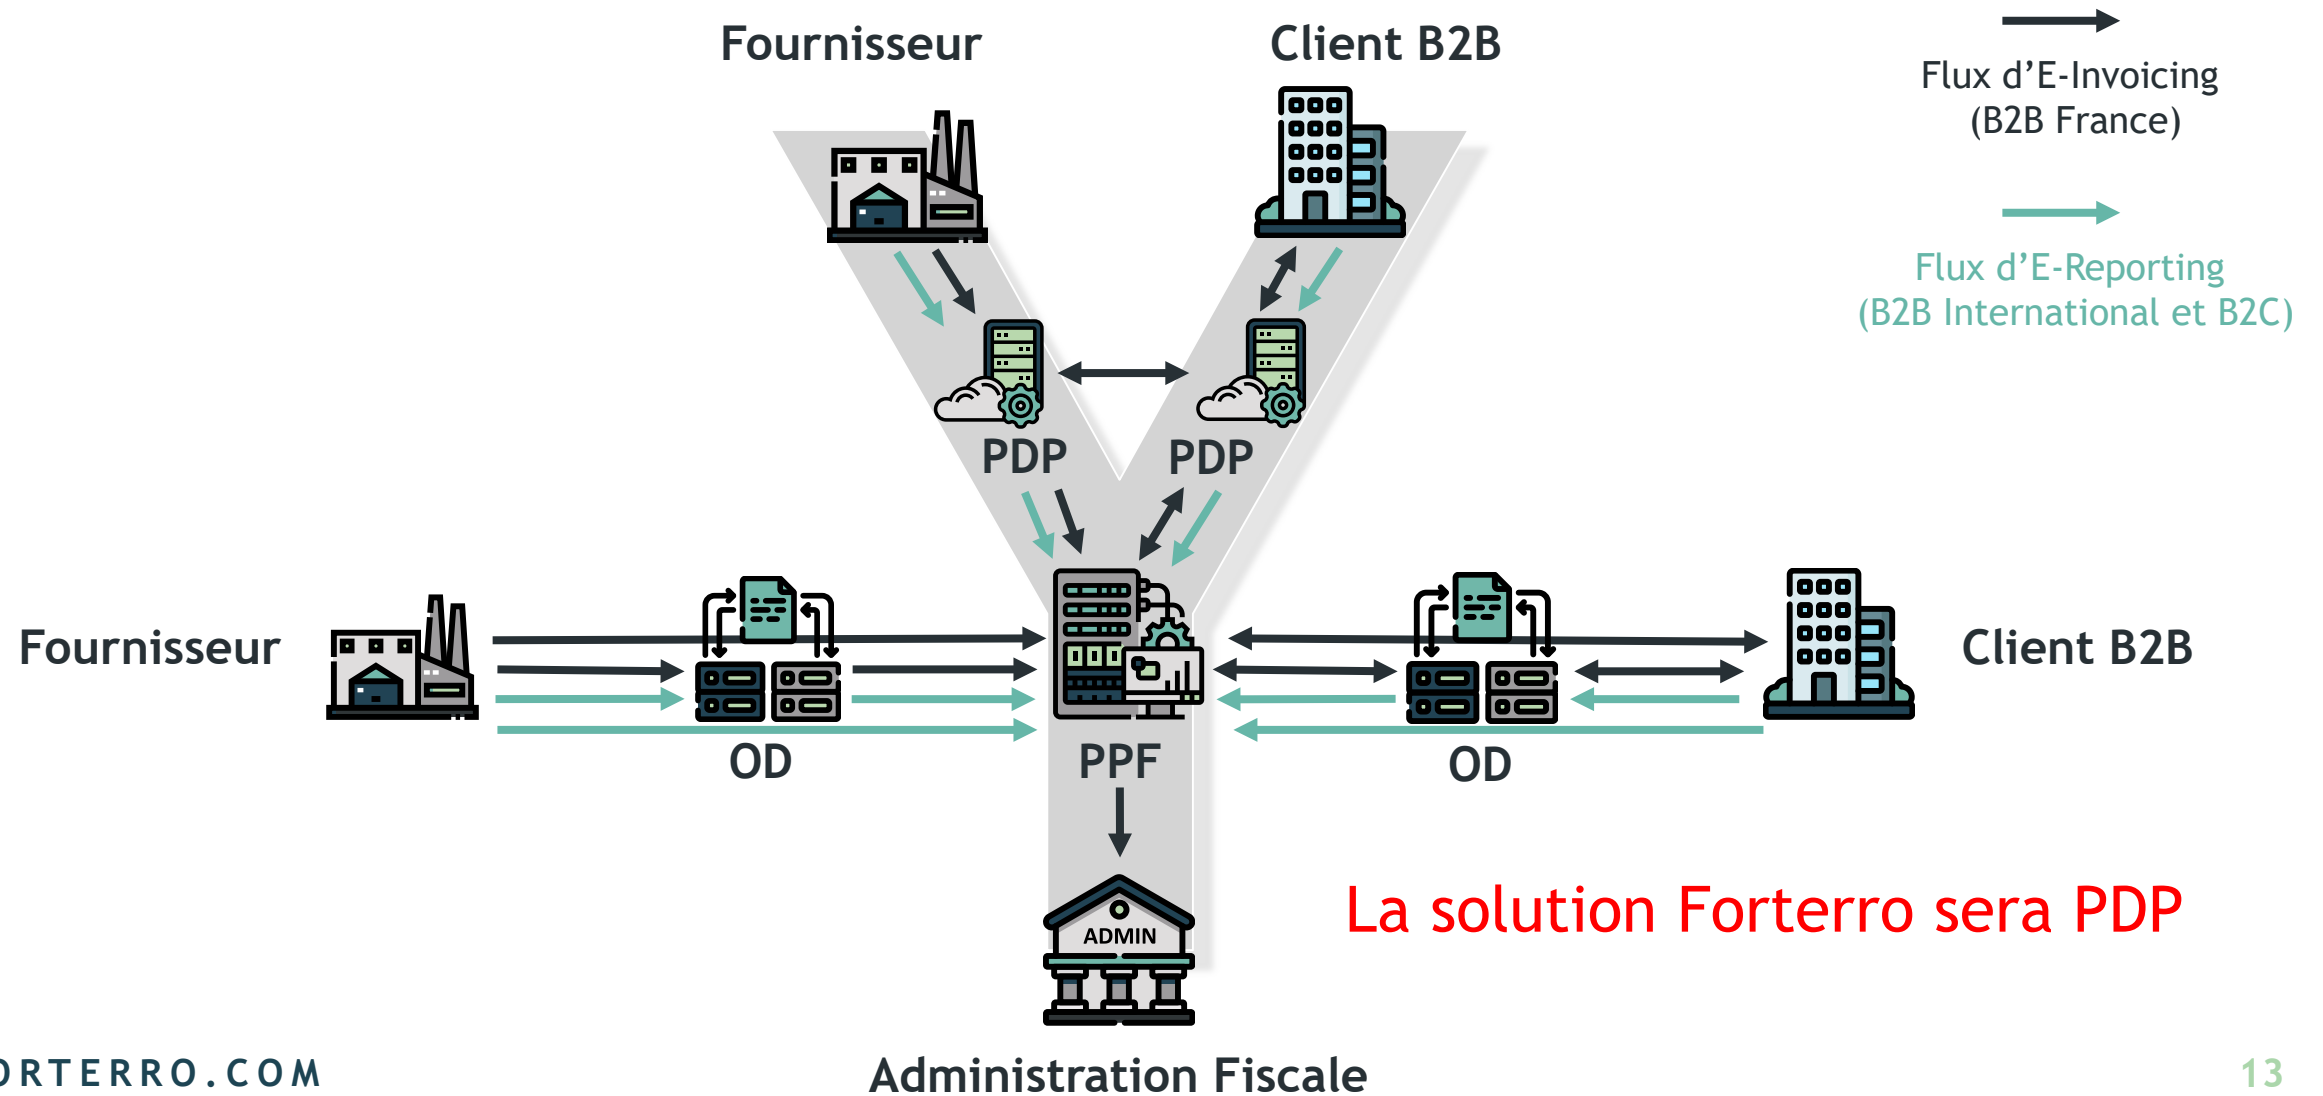 Fournisseur
Client B2B
Flux d’E-Invoicing
(B2B France)
Flux d’E-Reporting
(B2B International et B2C)
PDP
PDP
Fournisseur
Client B2B
OD
PPF
OD
La solution Forterro sera PDP
ADMIN
ORTERRO.COM
Administration Fiscale
13